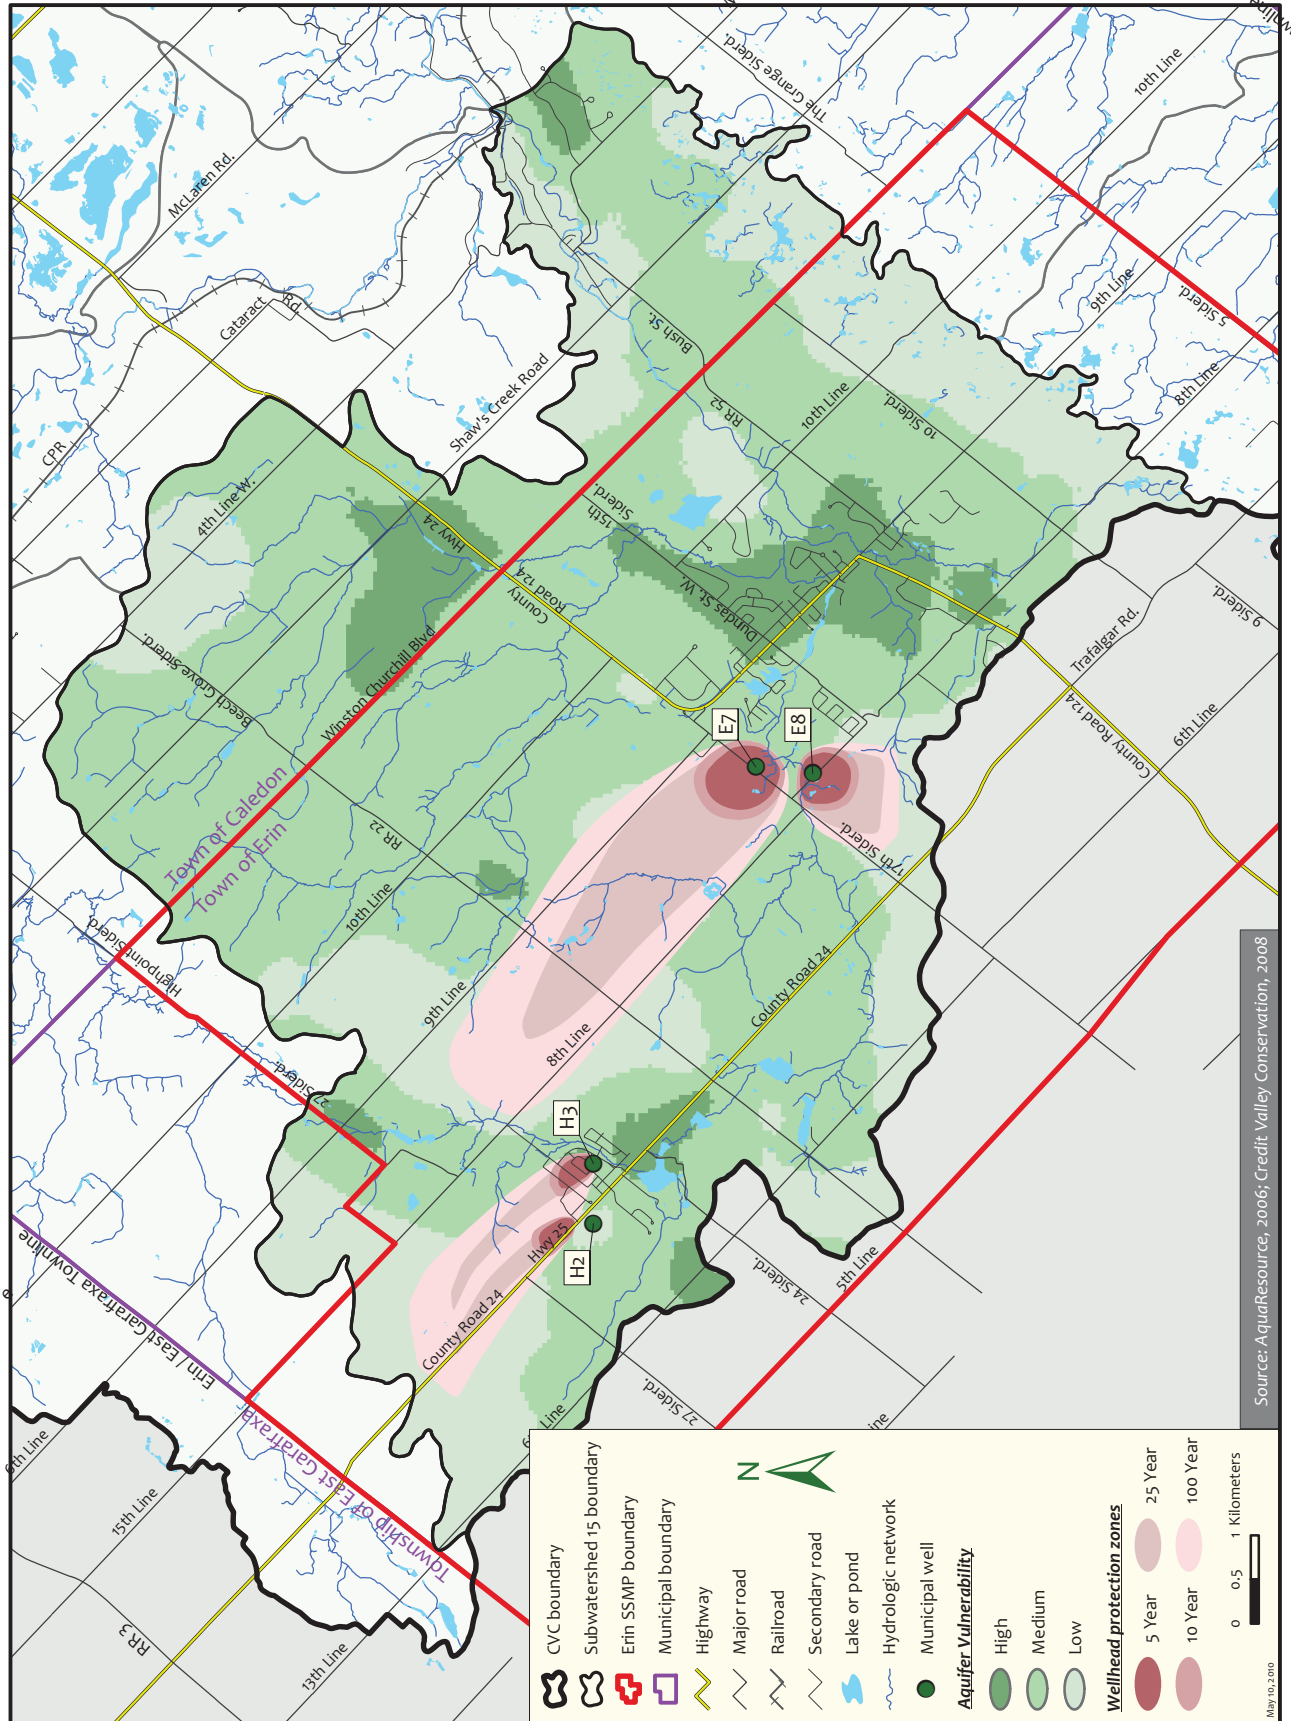 McLaren Rd.
The Grange Siderd.
10th Line
9th Line
5 Siderd.
8th Line
Cataract
Rd.
CPR
Shaw's Creek Road
Bush St.
RR 52
10th Line
10 Siderd.
4th Line W.
Hwy 24
15th
Siderd.
County
Road 124
Dundas St. W.
Beech Grove Siderd.
Winston Churchill Blvd
Trafalgar Rd.
9 Siderd.
County Road 124
6th Line
E7
E8
Town of Caledon
Town of Erin
RR 22
17th Siderd.
10th Line
Highpoint Siderd.
9th Line
8th Line
County Road 24
27 Siderd.
H3
H2
Hwy 25
County Road 24
24 Siderd.
5th Line
27 Siderd.
Erin / East Garafraxa Townline
Township of East Garafraxa
6th Line
15th Line
13th Line
RR 3
Line
ine
CVC boundary
Subwatershed 15 boundary
Erin SSMP boundary
Municipal boundary
Highway
Major road
Railroad
Secondary road
Lake or pond
Hydrologic network
Municipal well
N
Aquifer Vulnerability
High
Medium
Low
Wellhead protection zones
5 Year
25 Year
10 Year
100 Year
0 0.5 1 Kilometers
May 10, 2010
Source: AquaResource, 2006; Credit Valley Conservation, 2008